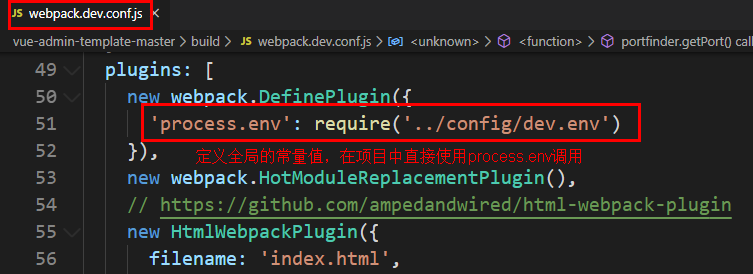 JS webpack.dev.conf.js ×
vue-admin-template-master > build > JS webpack.dev.conf.js > <unknown> > <function> > portfinder.getPort() call
49 plugins: [
50 new webpack.DefinePlugin({
51 'process.env': require('../config/dev.env')
52 }),
定义全局的常量值，在项目中直接使用process.env调用
53 new webpack.HotModuleReplacementPlugin(),
54 // https://github.com/ampedandwired/html-webpack-plugin
55 new HtmlWebpackPlugin({
56 filename: 'index.html',